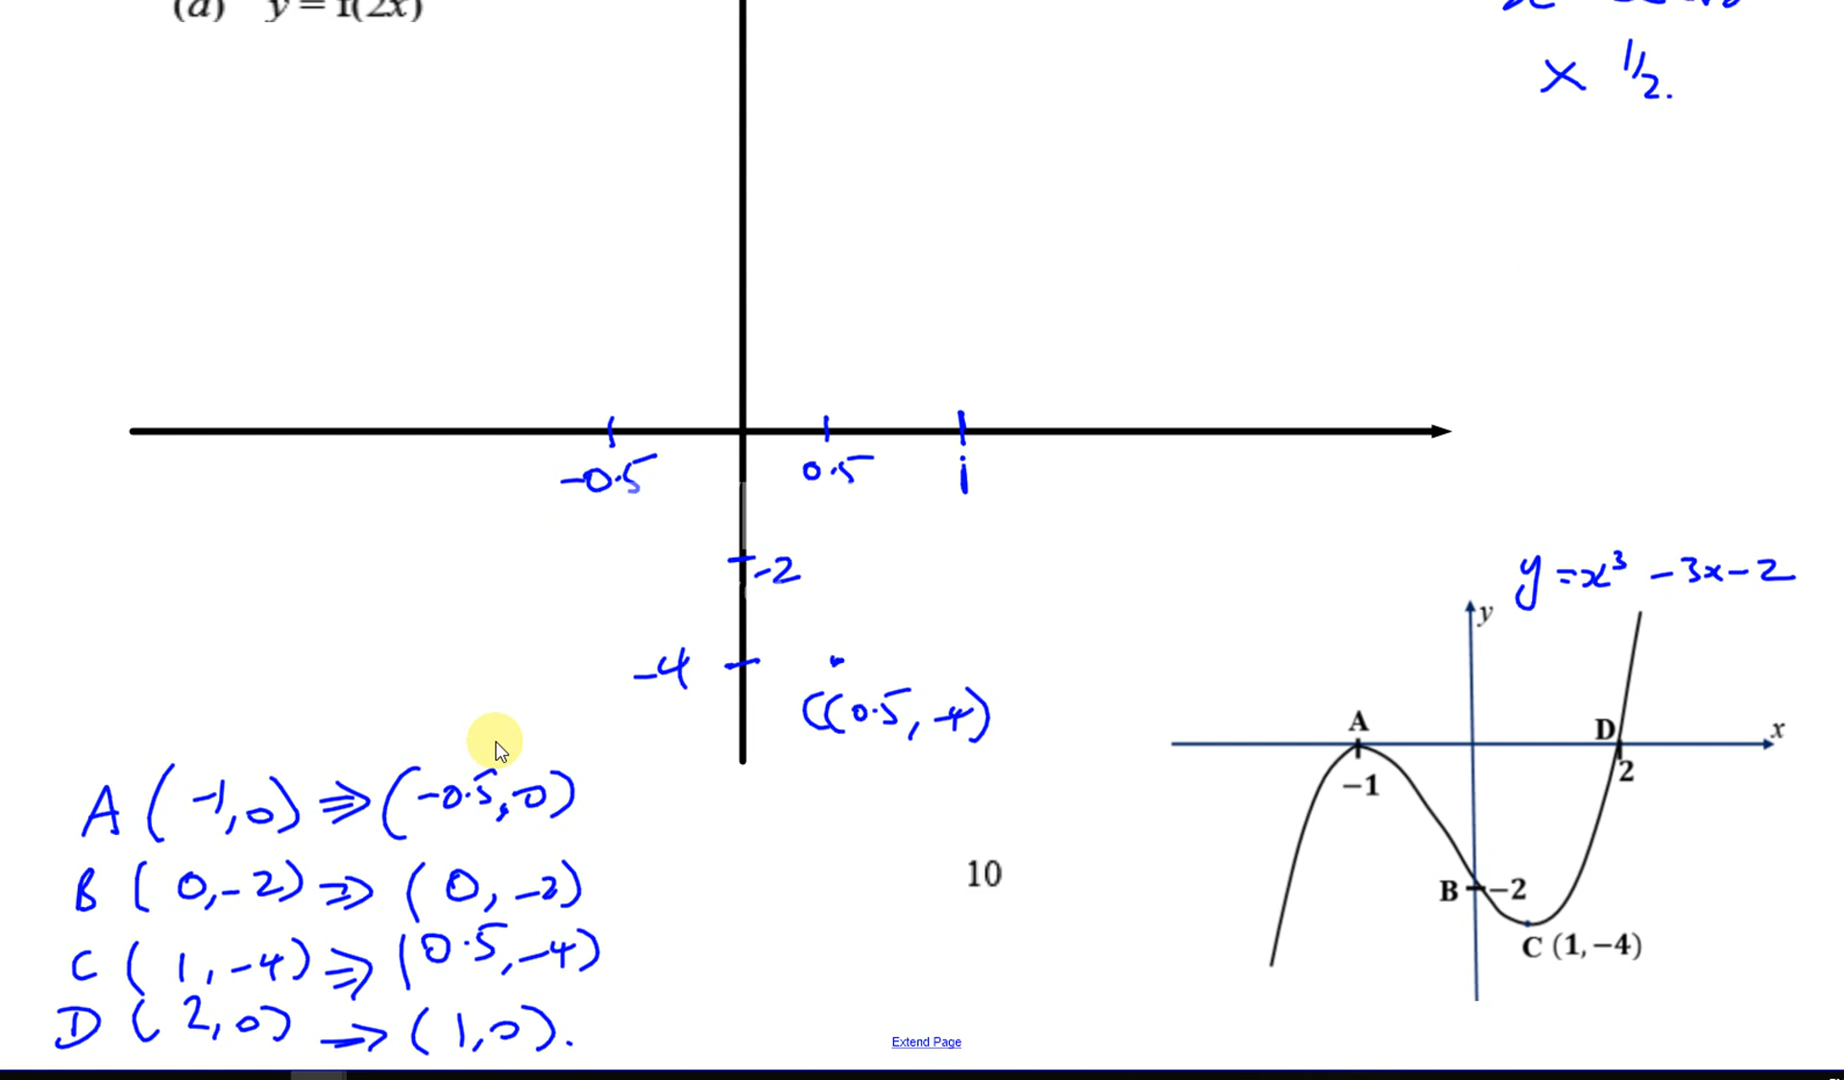 (a) y = f(2x)
x 1/2.
-0.5 0.5 1
-2
-4
C(0.5, -4)
A (-1,0) ⇒ (-0.5,0)
B (0,-2) ⇒ (0, -2)
C (1,-4) ⇒ (0.5,-4)
D (2,0) → (1,0).
10
y = x³ - 3x - 2
y
A
D
x
-1
2
B
-2
C (1, -4)
Extend Page